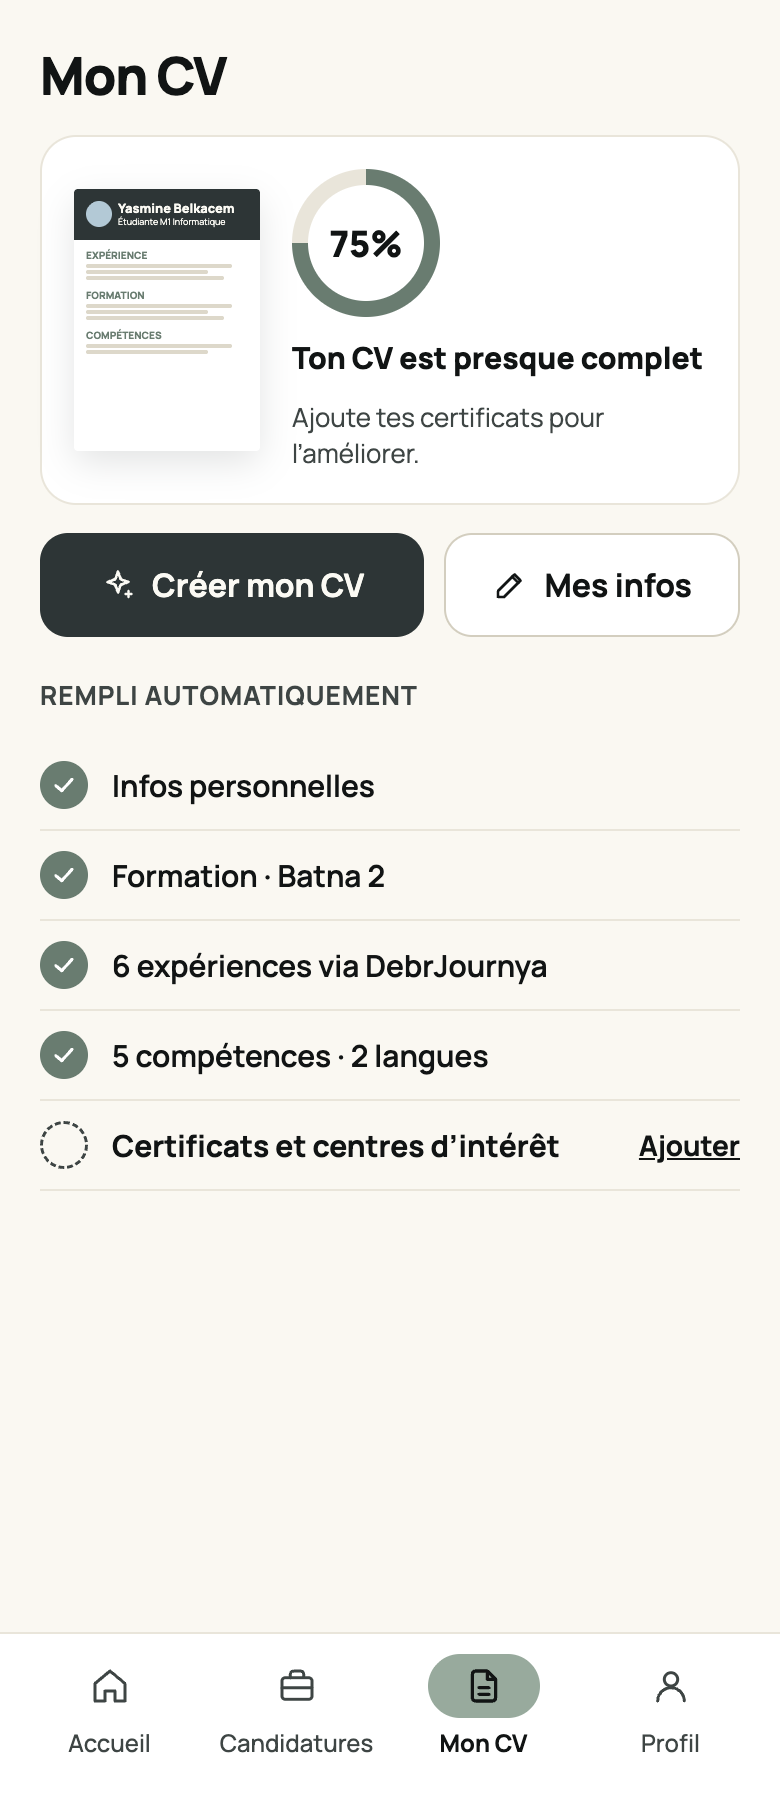 Mon CV
Yasmine Belkacem
Étudiante M1 Informatique
EXPÉRIENCE
FORMATION
COMPÉTENCES
75%
Ton CV est presque complet
Ajoute tes certificats pour
l’améliorer.
Créer mon CV
Mes infos
REMPLI AUTOMATIQUEMENT
Infos personnelles
Formation · Batna 2
6 expériences via DebrJournya
5 compétences · 2 langues
Certificats et centres d’intérêt
Ajouter
Accueil
Candidatures
Mon CV
Profil